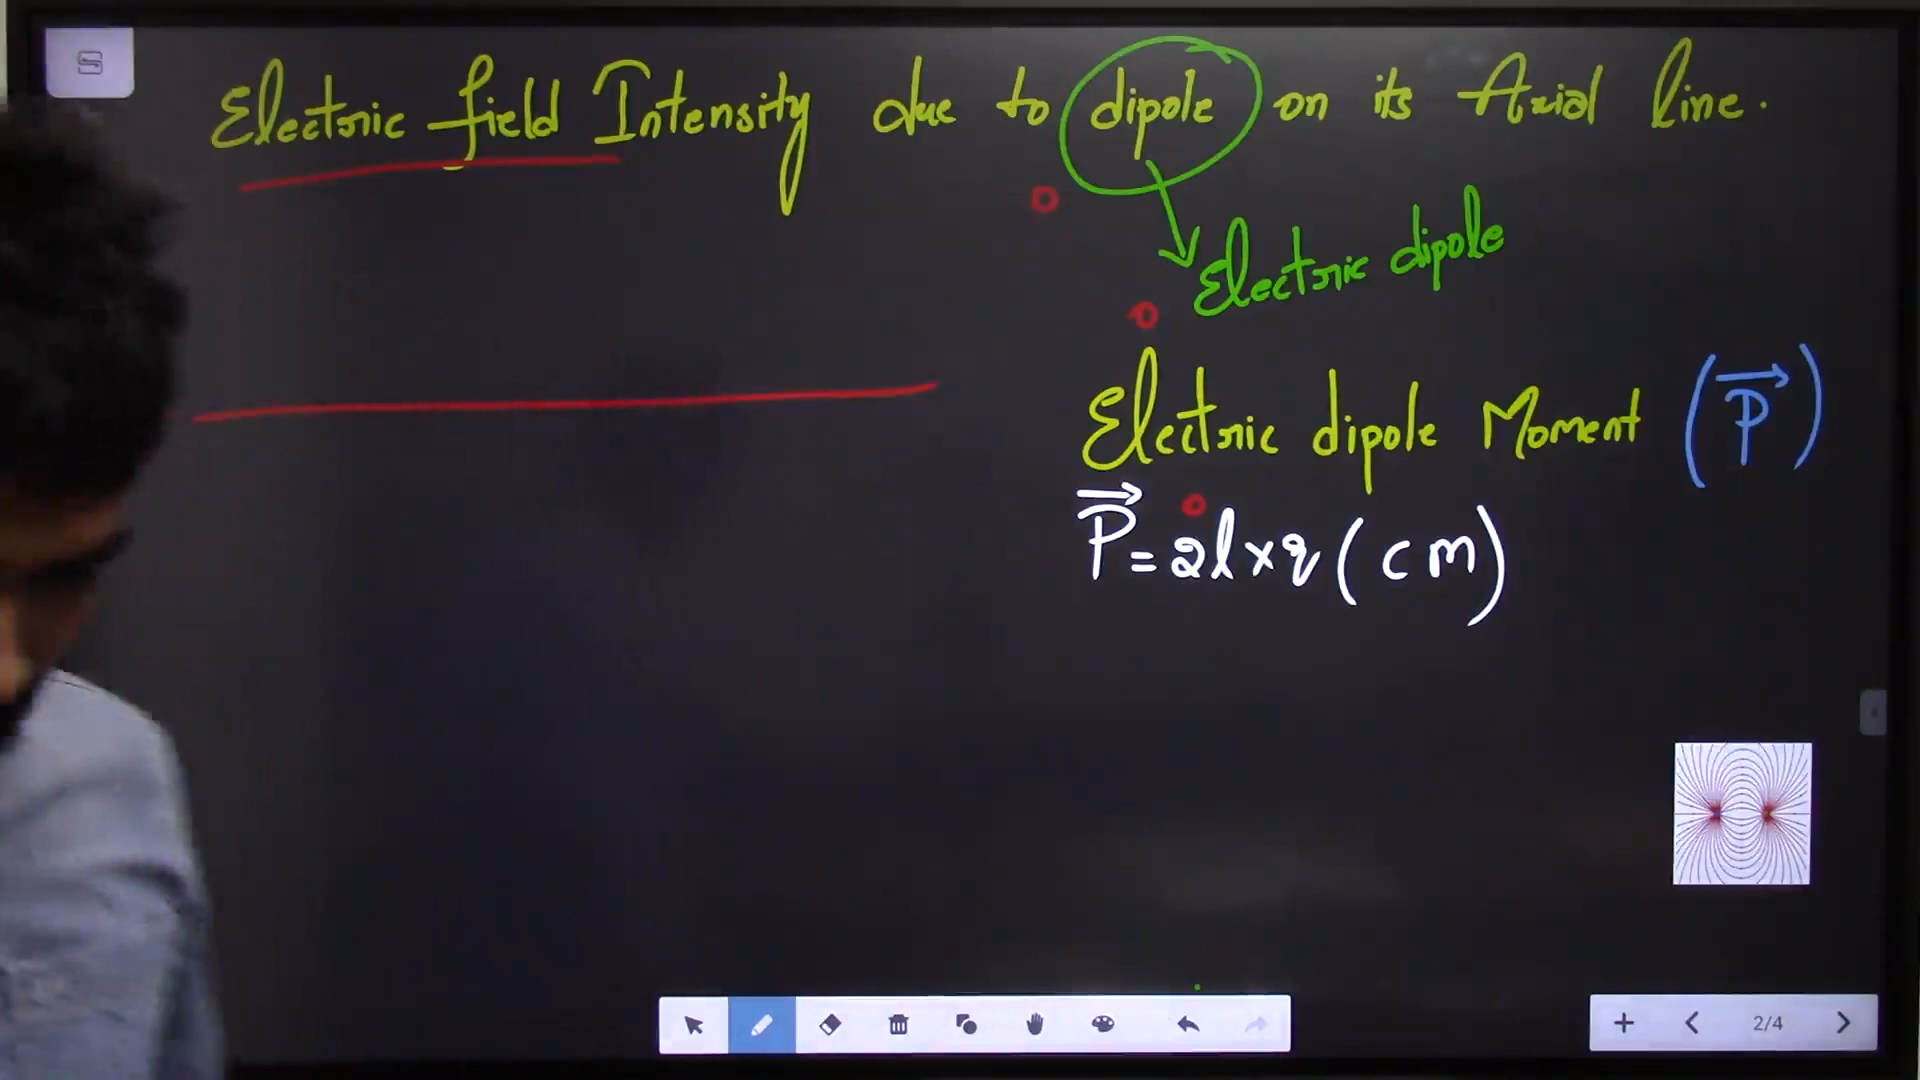 Electric field Intensity due to dipole on its Axial line.
Electric dipole
Electric dipole Moment (P⃗)
P⃗ = 2l×q (cm)
2/4